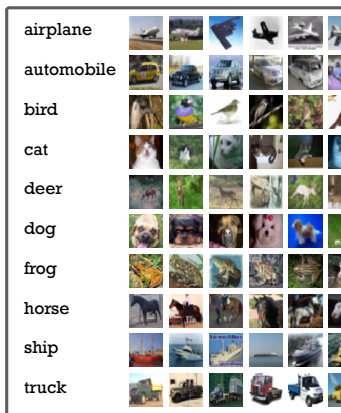 airplane
automobile
bird
cat
deer
dog
frog
horse
ship
truck